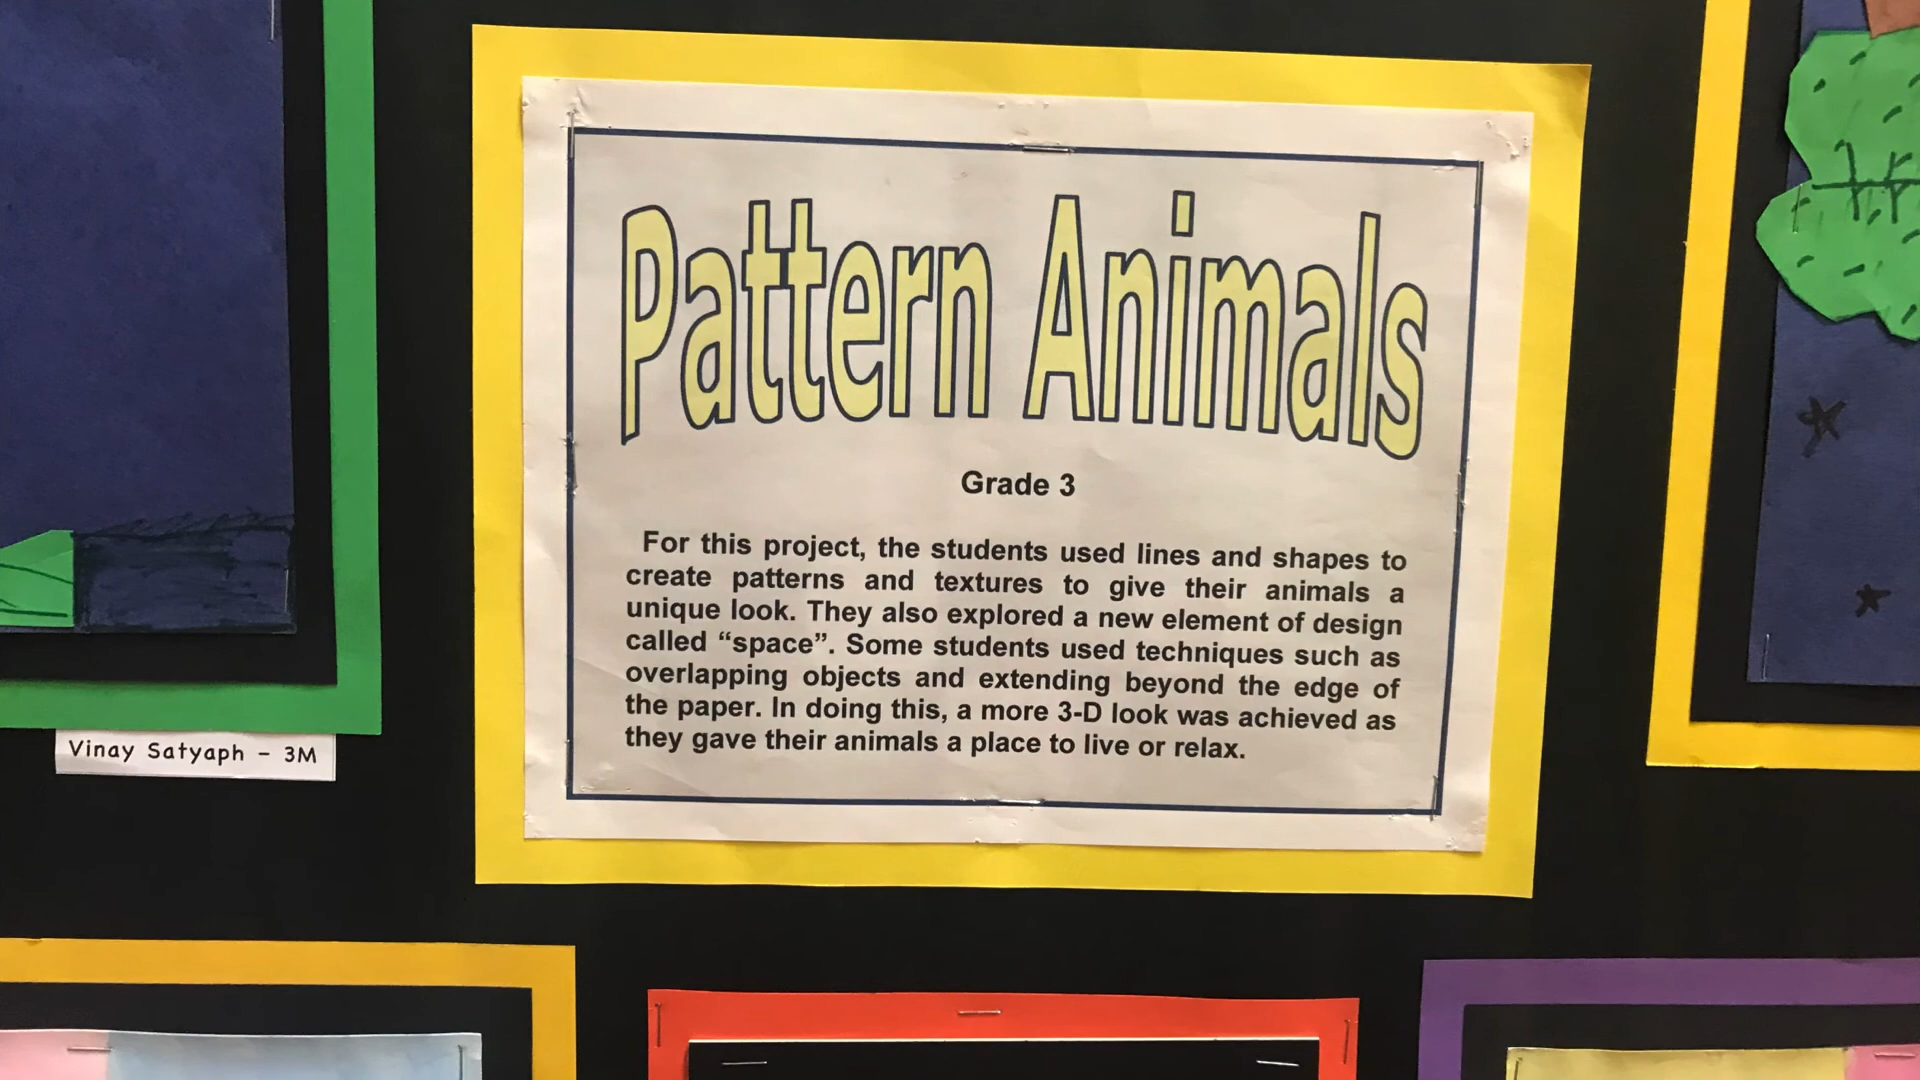 Pattern Animals
Grade 3
For this project, the students used lines and shapes to
create patterns and textures to give their animals a
unique look. They also explored a new element of design
called “space”. Some students used techniques such as
overlapping objects and extending beyond the edge of
the paper. In doing this, a more 3-D look was achieved as
they gave their animals a place to live or relax.
Vinay Satyaph - 3M